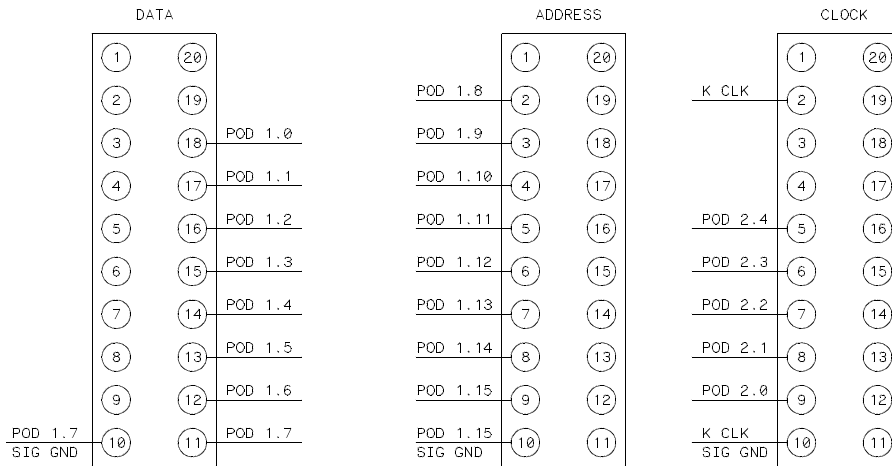 DATA ADDRESS CLOCK
1 20 1 20 1 20
2 19 POD 1.8 2 19 K CLK 2 19
3 18 POD 1.0 POD 1.9 3 18 3 18
4 17 POD 1.1 POD 1.10 4 17 4 17
5 16 POD 1.2 POD 1.11 5 16 POD 2.4 5 16
6 15 POD 1.3 POD 1.12 6 15 POD 2.3 6 15
7 14 POD 1.4 POD 1.13 7 14 POD 2.2 7 14
8 13 POD 1.5 POD 1.14 8 13 POD 2.1 8 13
9 12 POD 1.6 POD 1.15 9 12 POD 2.0 9 12
POD 1.7 10 11 POD 1.7 POD 1.15 10 11 K CLK 10 11
SIG GND SIG GND SIG GND